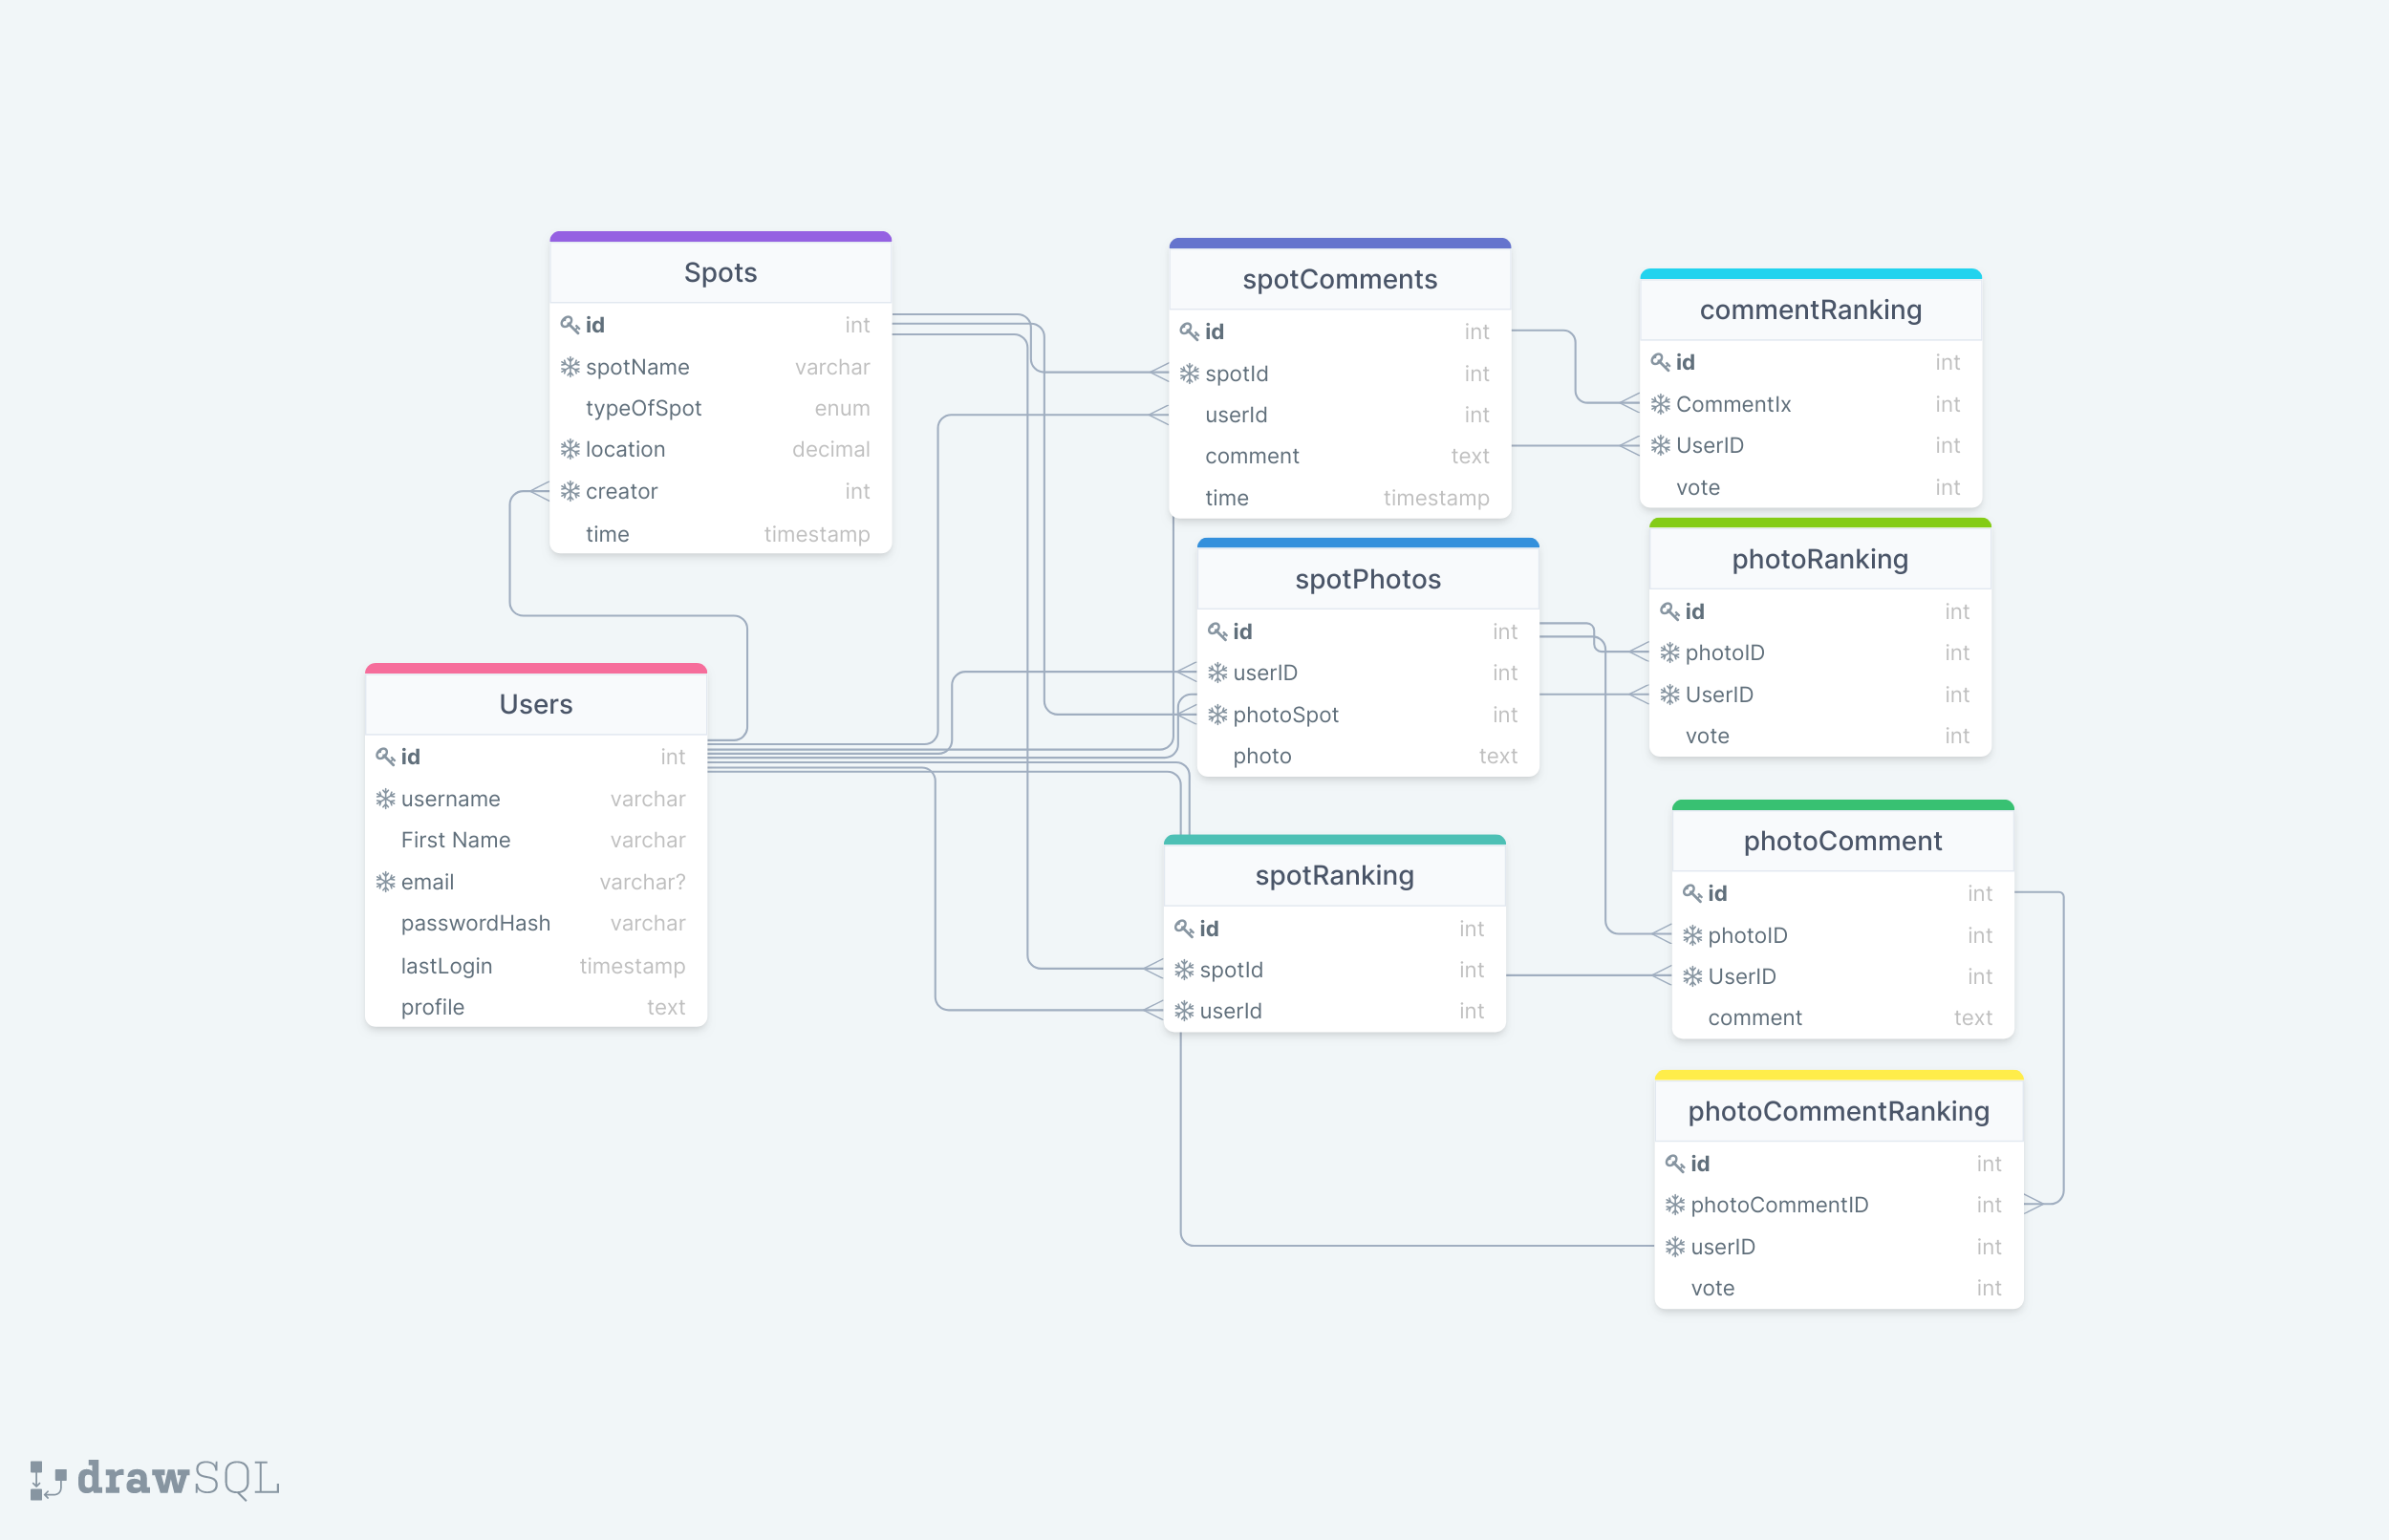 Spots
id int
spotName varchar
typeOfSpot enum
location decimal
creator int
time timestamp
Users
id int
username varchar
First Name varchar
email varchar?
passwordHash varchar
lastLogin timestamp
profile text
spotComments
id int
spotId int
userId int
comment text
time timestamp
spotPhotos
id int
userID int
photoSpot int
photo text
spotRanking
id int
spotId int
userId int
commentRanking
id int
CommentIx int
UserID int
vote int
photoRanking
id int
photoID int
UserID int
vote int
photoComment
id int
photoID int
UserID int
comment text
photoCommentRanking
id int
photoCommentID int
userID int
vote int
drawSQL